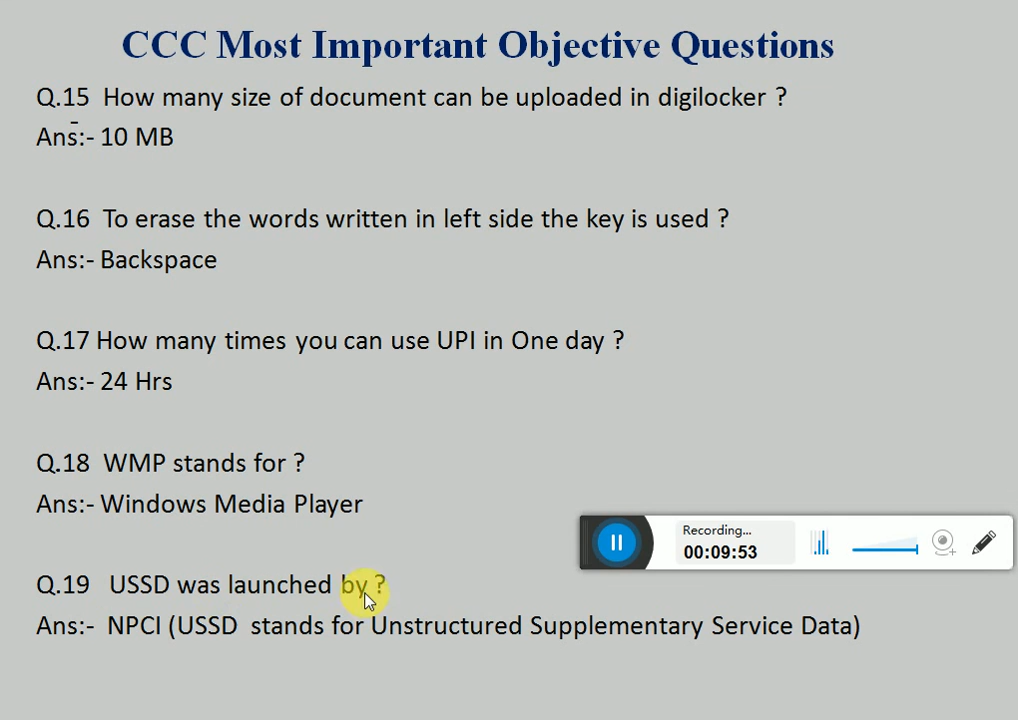 CCC Most Important Objective Questions
Q.15 How many size of document can be uploaded in digilocker ?
Ans:- 10 MB
Q.16 To erase the words written in left side the key is used ?
Ans:- Backspace
Q.17 How many times you can use UPI in One day ?
Ans:- 24 Hrs
Q.18 WMP stands for ?
Ans:- Windows Media Player
Recording...
00:09:53
Q.19 USSD was launched by ?
Ans:- NPCI (USSD stands for Unstructured Supplementary Service Data)